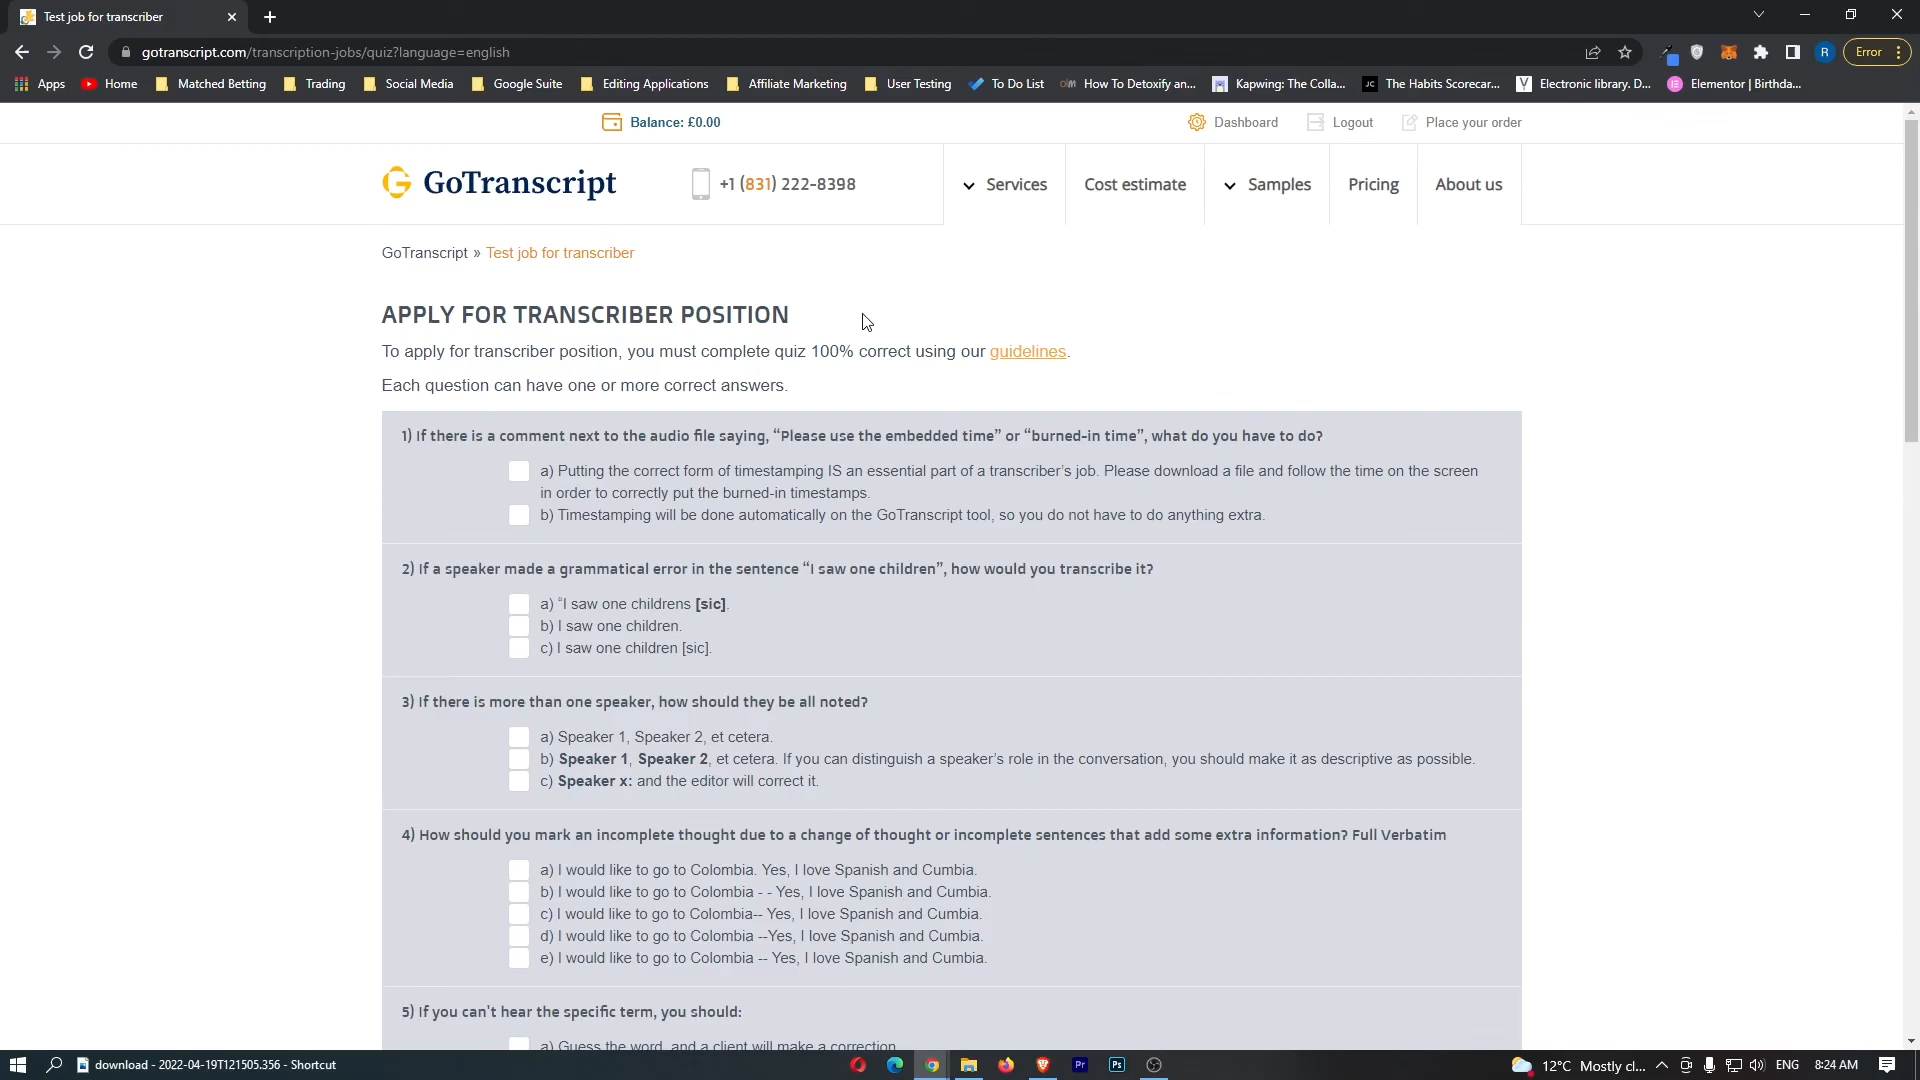 Test job for transcriber
gotranscript.com/transcription-jobs/quiz?language=english
R
Error
Apps
Home
Matched Betting
Trading
Social Media
Google Suite
Editing Applications
Affiliate Marketing
User Testing
To Do List
How To Detoxify an...
Kapwing: The Colla...
The Habits Scorecar...
Electronic library. D...
Elementor | Birthda...
Balance: £0.00
Dashboard
Logout
Place your order
GoTranscript
+1 (831) 222-8398
Services
Cost estimate
Samples
Pricing
About us
GoTranscript » Test job for transcriber
APPLY FOR TRANSCRIBER POSITION
To apply for transcriber position, you must complete quiz 100% correct using our guidelines.
Each question can have one or more correct answers.
1) If there is a comment next to the audio file saying, “Please use the embedded time” or “burned-in time”, what do you have to do?
a) Putting the correct form of timestamping IS an essential part of a transcriber’s job. Please download a file and follow the time on the screen
in order to correctly put the burned-in timestamps.
b) Timestamping will be done automatically on the GoTranscript tool, so you do not have to do anything extra.
2) If a speaker made a grammatical error in the sentence “I saw one children”, how would you transcribe it?
a) “I saw one childrens [sic].
b) I saw one children.
c) I saw one children [sic].
3) If there is more than one speaker, how should they be all noted?
a) Speaker 1, Speaker 2, et cetera.
b) Speaker 1, Speaker 2, et cetera. If you can distinguish a speaker’s role in the conversation, you should make it as descriptive as possible.
c) Speaker x: and the editor will correct it.
4) How should you mark an incomplete thought due to a change of thought or incomplete sentences that add some extra information? Full Verbatim
a) I would like to go to Colombia. Yes, I love Spanish and Cumbia.
b) I would like to go to Colombia - - Yes, I love Spanish and Cumbia.
c) I would like to go to Colombia-- Yes, I love Spanish and Cumbia.
d) I would like to go to Colombia --Yes, I love Spanish and Cumbia.
e) I would like to go to Colombia -- Yes, I love Spanish and Cumbia.
5) If you can't hear the specific term, you should:
a) Guess the word, and a client will make a correction.
download - 2022-04-19T121505.356 - Shortcut
Pr
Ps
12°C Mostly cl...
ENG
8:24 AM